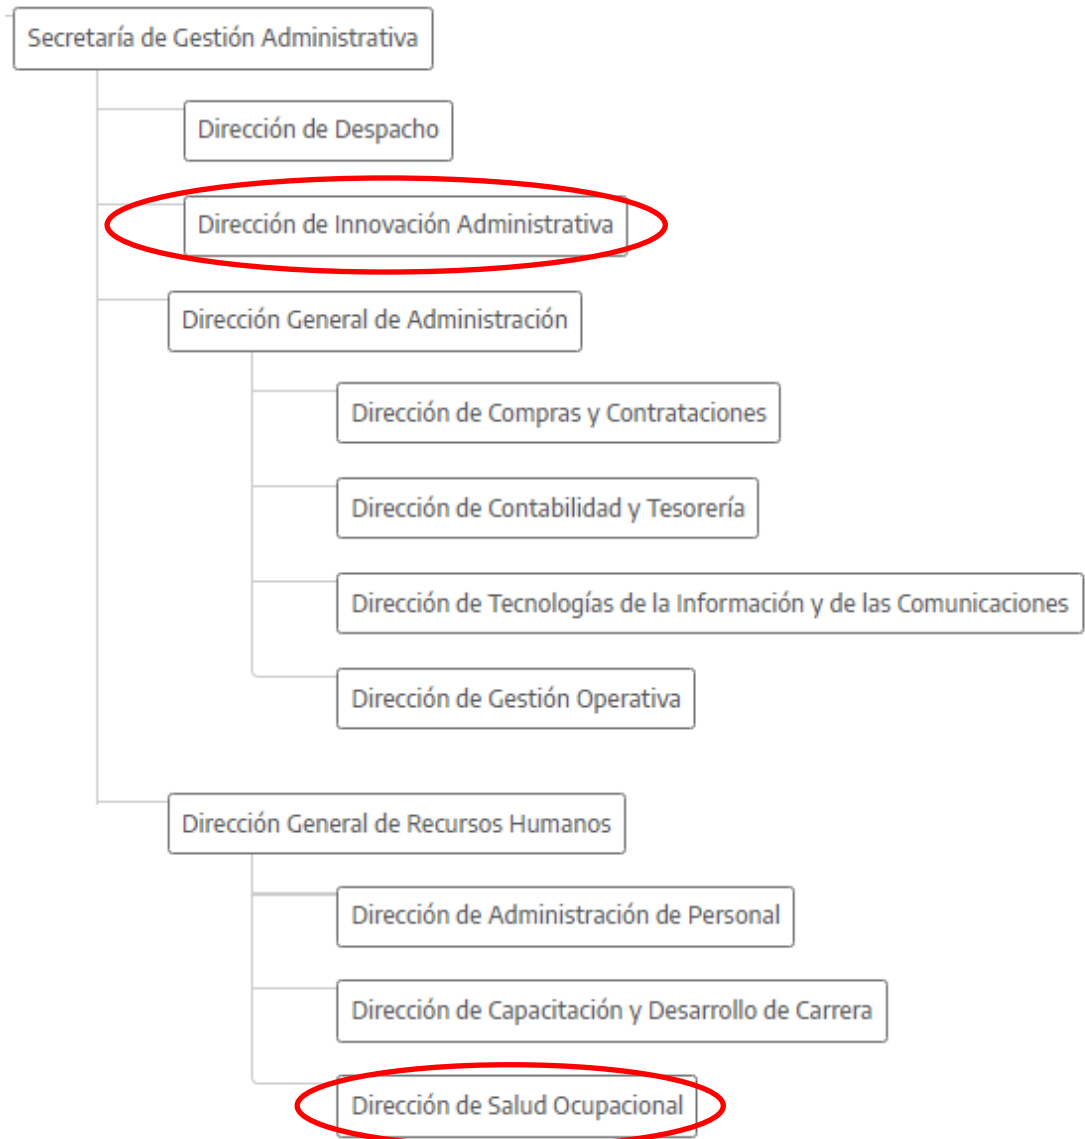 Secretaría de Gestión Administrativa
Dirección de Despacho
Dirección de Innovación Administrativa
Dirección General de Administración
Dirección de Compras y Contrataciones
Dirección de Contabilidad y Tesorería
Dirección de Tecnologías de la Información y de las Comunicaciones
Dirección de Gestión Operativa
Dirección General de Recursos Humanos
Dirección de Administración de Personal
Dirección de Capacitación y Desarrollo de Carrera
Dirección de Salud Ocupacional